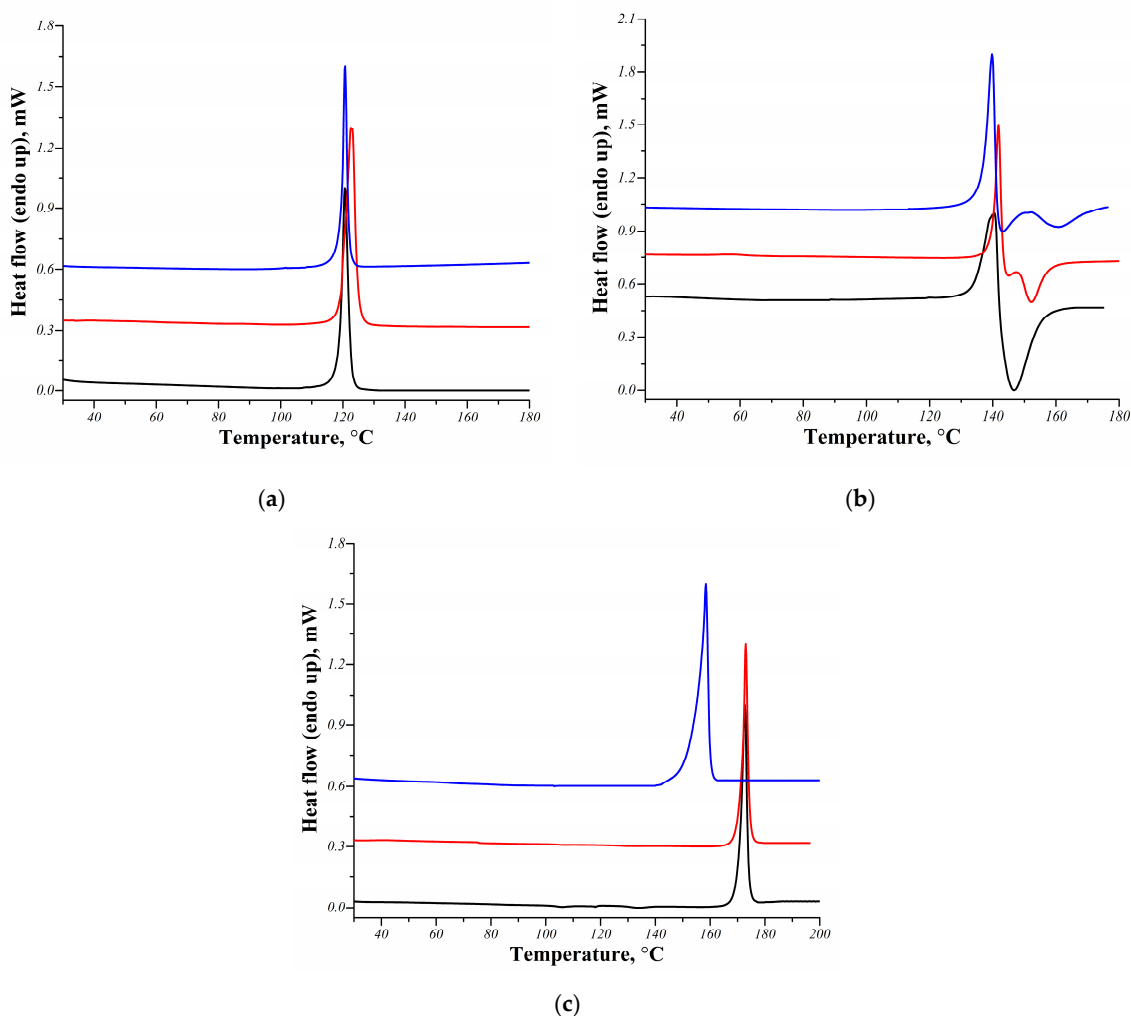 1.8
1.5
1.2
0.9
0.6
0.3
0.0
Heat flow (endo up), mW
40 60 80 100 120 140 160 180
Temperature, °C
(a)
2.1
1.8
1.5
1.2
0.9
0.6
0.3
0.0
Heat flow (endo up), mW
40 60 80 100 120 140 160 180
Temperature, °C
(b)
1.8
1.5
1.2
0.9
0.6
0.3
0.0
Heat flow (endo up), mW
40 60 80 100 120 140 160 180 200
Temperature, °C
(c)